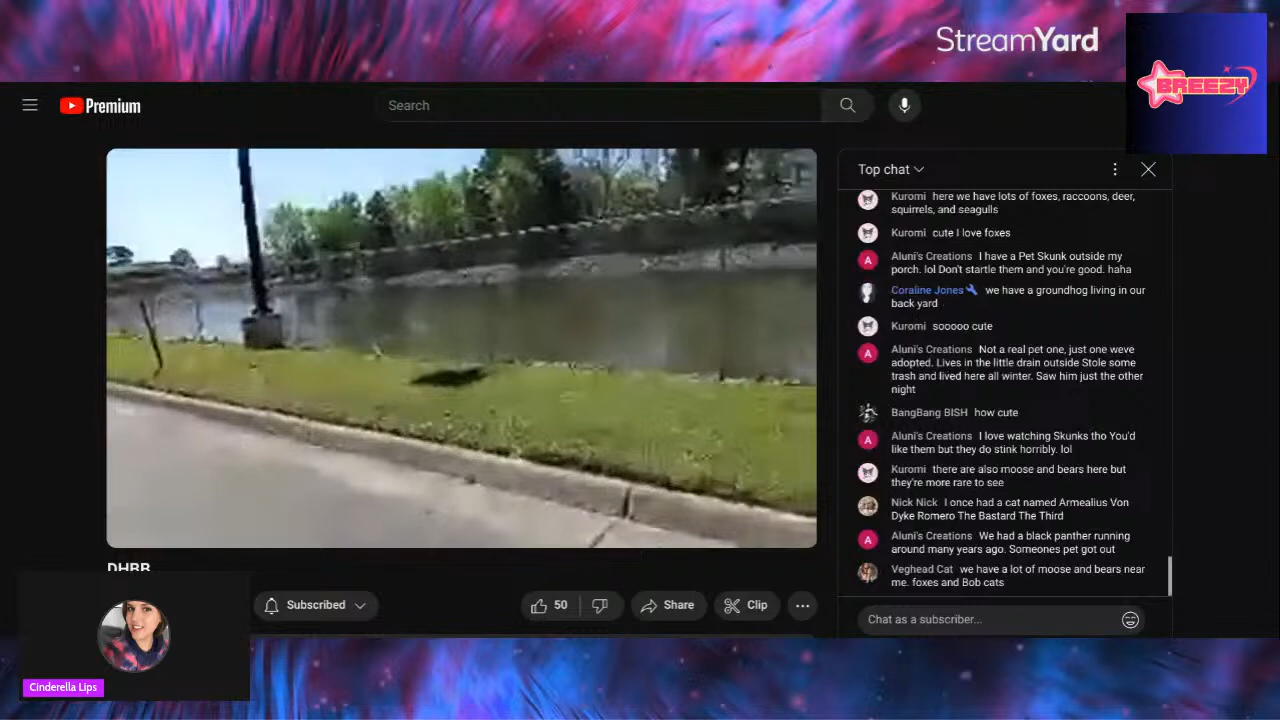 StreamYard
BREEZY
Premium
Search
Top chat
Kuromi here we have lots of foxes, raccoons, deer,
squirrels, and seagulls
Kuromi cute I love foxes
Aluni's Creations I have a Pet Skunk outside my
porch. lol Don't startle them and you're good. haha
Coraline Jones we have a groundhog living in our
back yard
Kuromi sooooo cute
Aluni's Creations Not a real pet one, just one weve
adopted. Lives in the little drain outside Stole some
trash and lived here all winter. Saw him just the other
night
BangBang BISH how cute
Aluni's Creations I love watching Skunks tho You'd
like them but they do stink horribly. lol
Kuromi there are also moose and bears here but
they're more rare to see
Nick Nick I once had a cat named Armealius Von
Dyke Romero The Bastard The Third
Aluni's Creations We had a black panther running
around many years ago. Someones pet got out
Veghead Cat we have a lot of moose and bears near
me. foxes and Bob cats
Chat as a subscriber...
DHRR
Subscribed
50
Share
Clip
Cinderella Lips